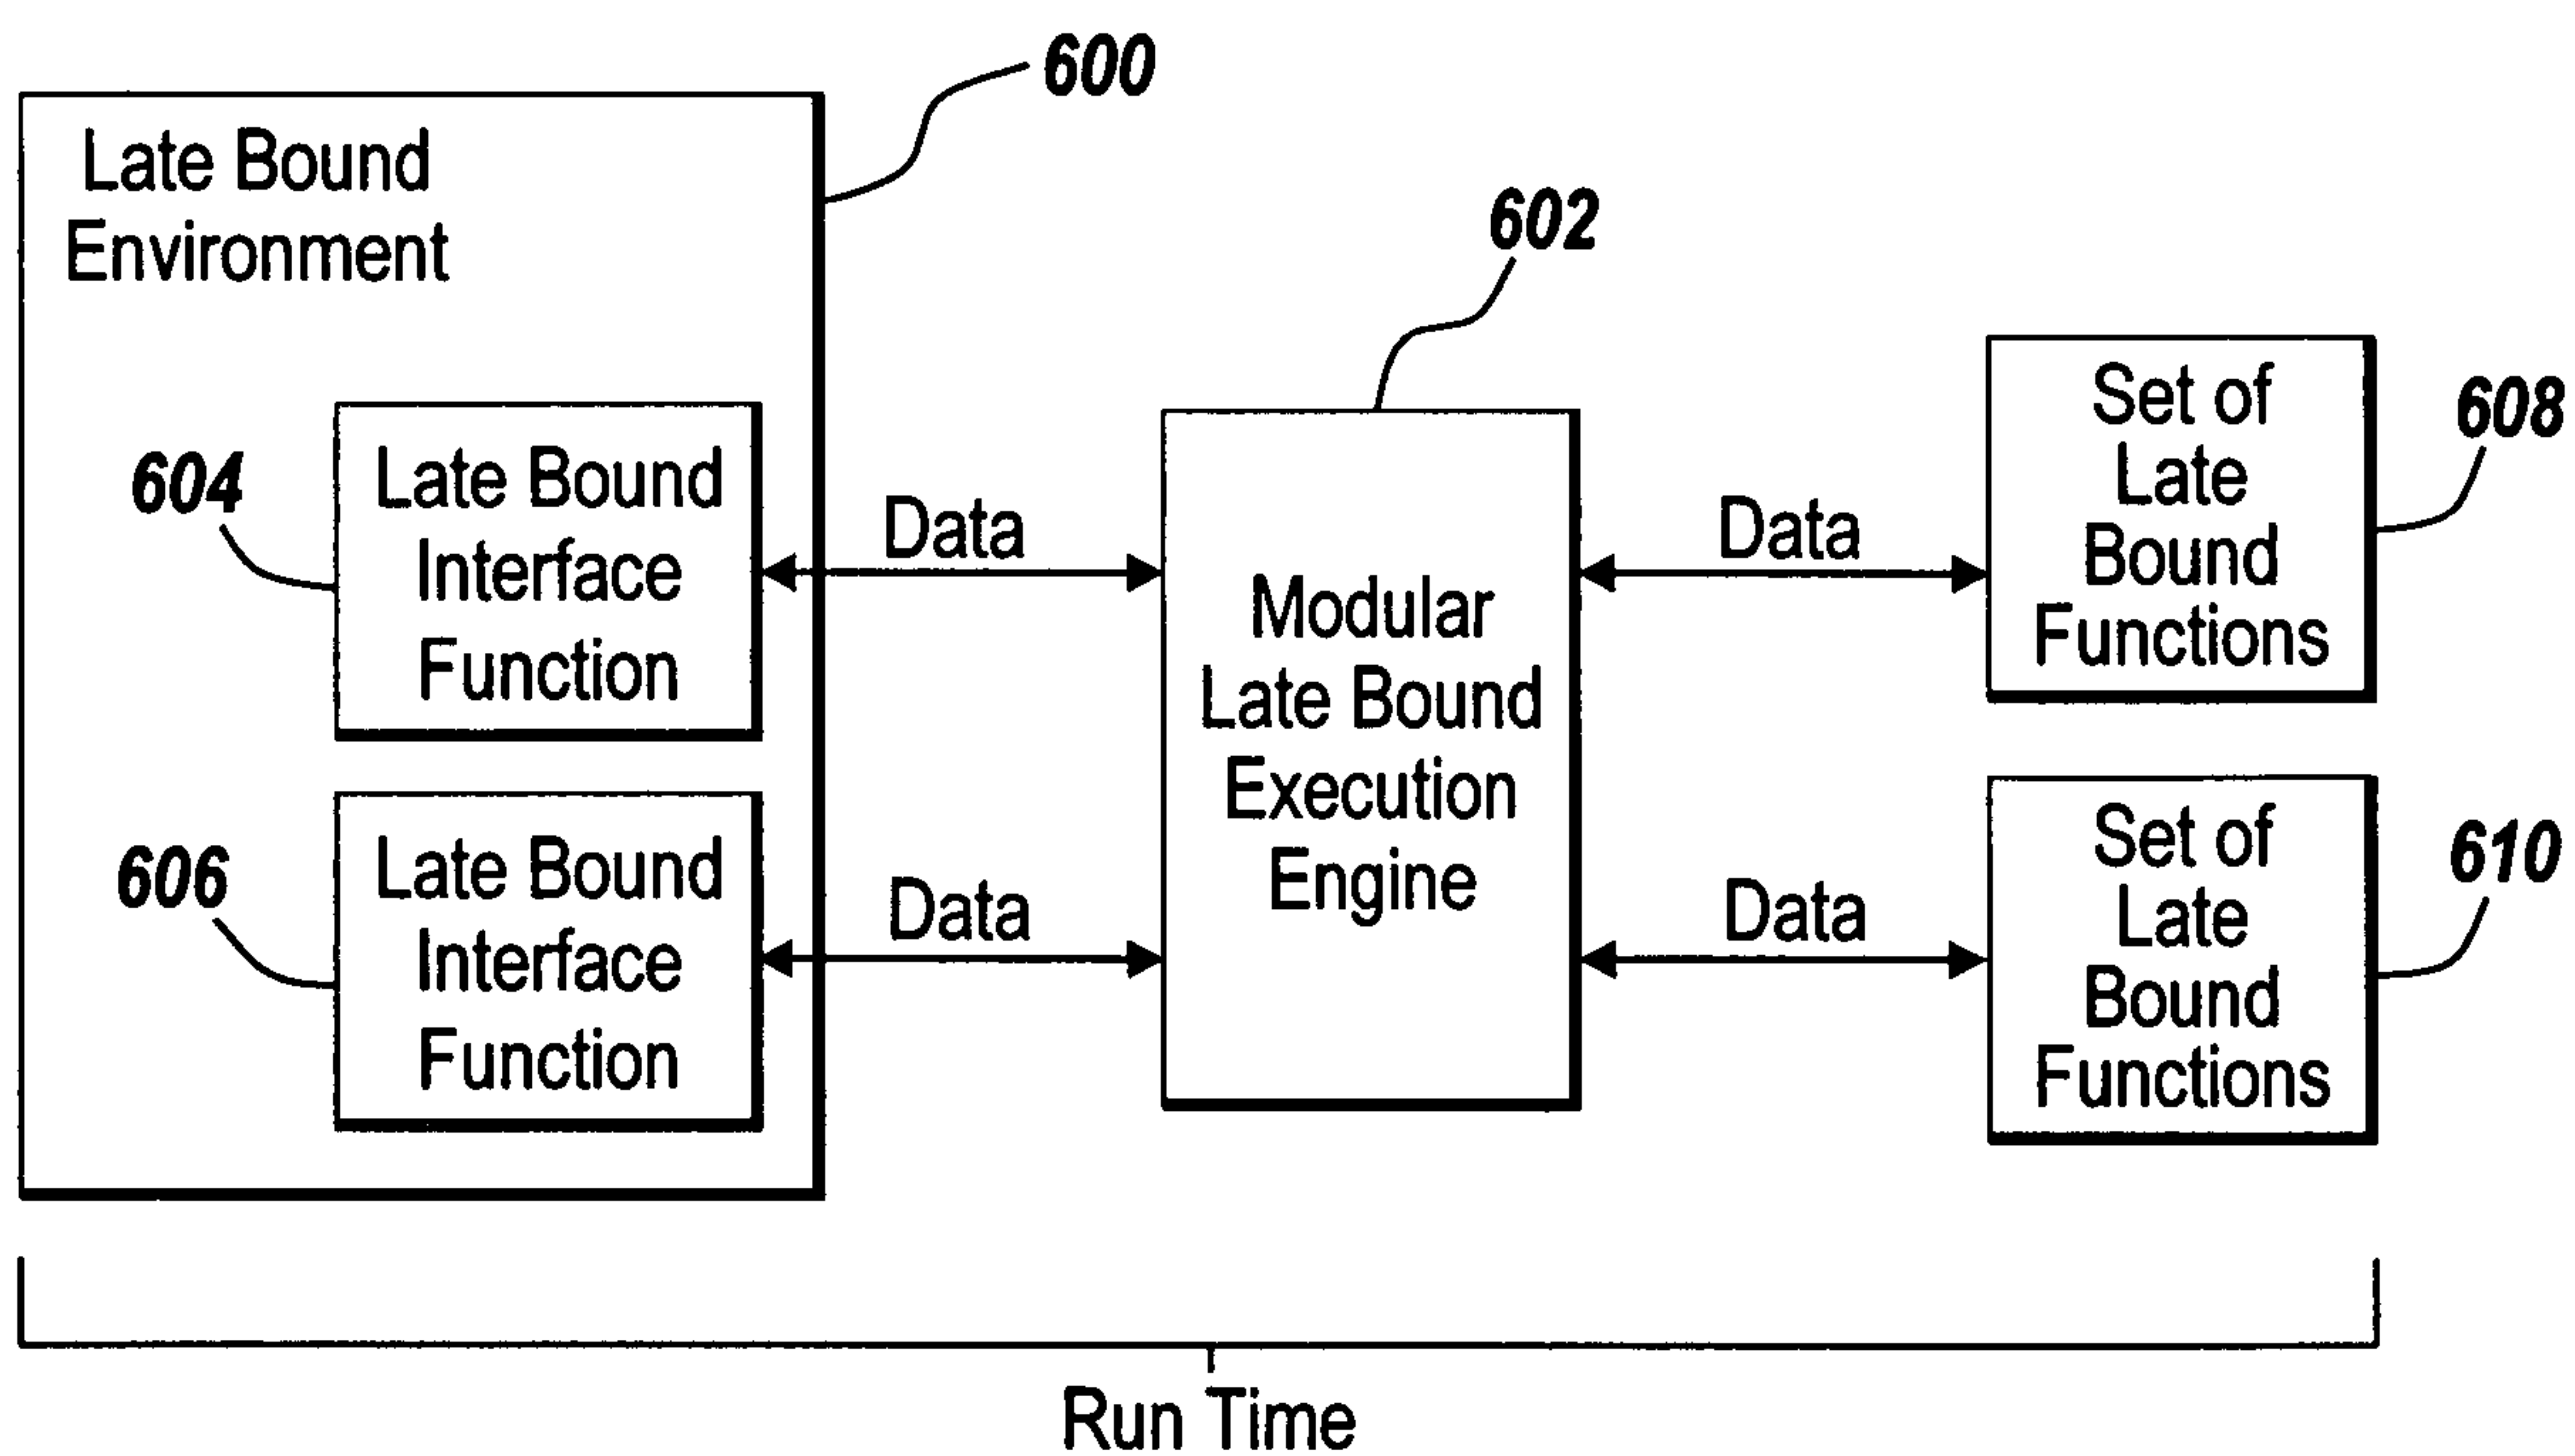 600
Late Bound
Environment
602
604
Late Bound
Interface
Function
Data
Modular
Late Bound
Execution
Engine
Data
Set of
Late
Bound
Functions
608
606
Late Bound
Interface
Function
Data
Data
Set of
Late
Bound
Functions
610
Run Time